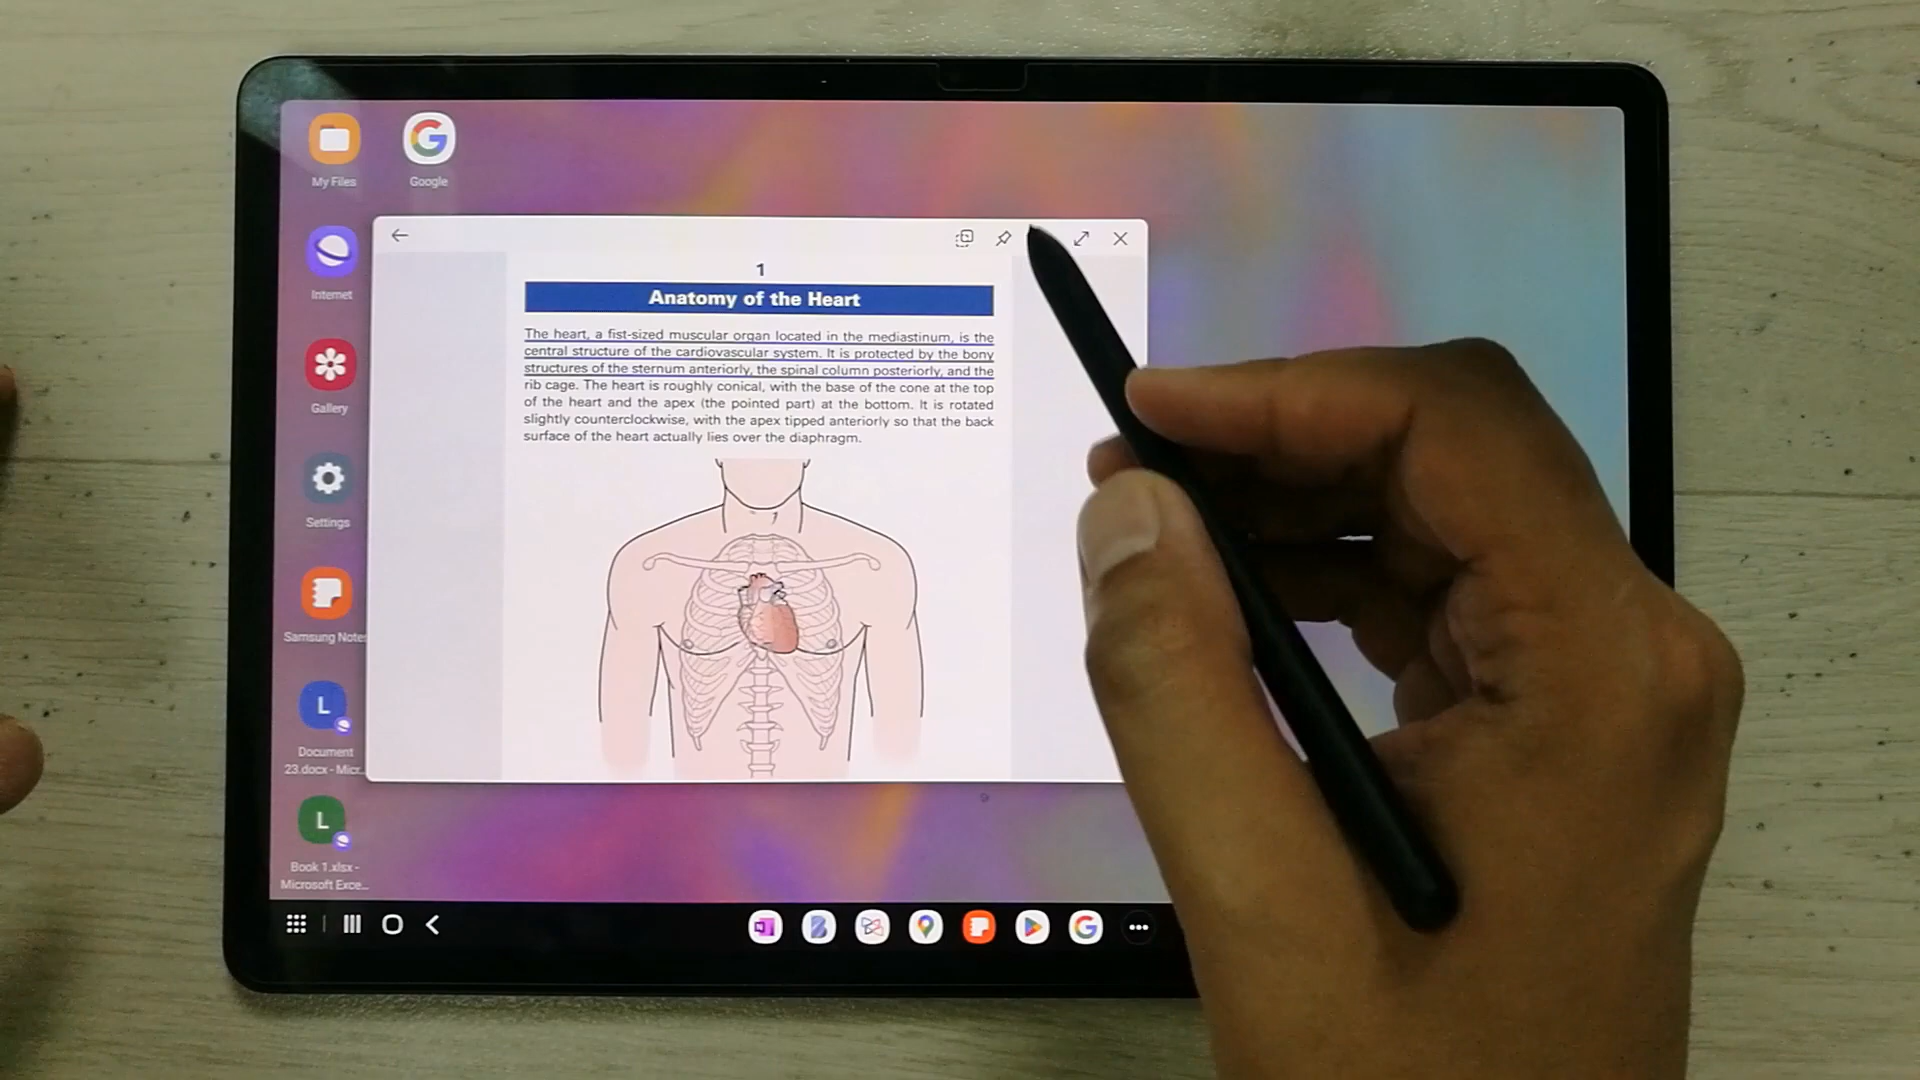 My Files
Google
Internet
Gallery
Settings
Samsung Note
L
Document
23.docx - Micr...
L
Book 1.xlsx -
Microsoft Exce...
1
Anatomy of the Heart
The heart, a fist-sized muscular organ located in the mediastinum, is the
central structure of the cardiovascular system. It is protected by the bony
structures of the sternum anteriorly, the spinal column posteriorly, and the
rib cage. The heart is roughly conical, with the base of the cone at the top
of the heart and the apex (the pointed part) at the bottom. It is rotated
slightly counterclockwise, with the apex tipped anteriorly so that the back
surface of the heart actually lies over the diaphragm.